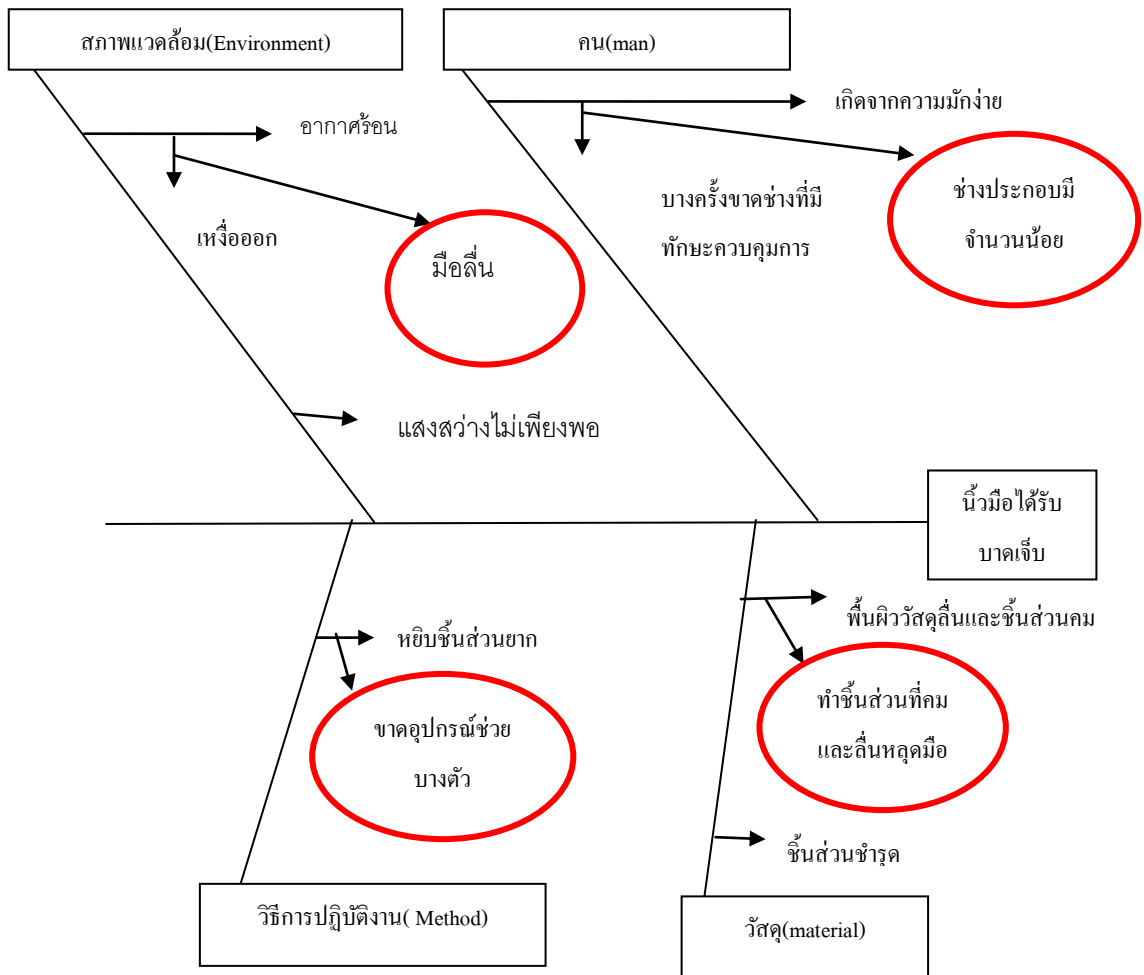 สภาพแวดล้อม(Environment)
คน(man)
เกิดจากความมักง่าย
อากาศร้อน
ช่างประกอบมี
จำนวนน้อย
บางครั้งขาดช่างที่มี
ทักษะควบคุมการ
เหงื่อออก
มือลื่น
แสงสว่างไม่เพียงพอ
นิ้วมือได้รับ
บาดเจ็บ
พื้นผิววัสดุลื่นและชิ้นส่วนคม
หยิบชิ้นส่วนยาก
ทำชิ้นส่วนที่คม
และลื่นหลุดมือ
ขาดอุปกรณ์ช่วย
บางตัว
ชิ้นส่วนชำรุด
วิธีการปฏิบัติงาน( Method)
วัสดุ(material)